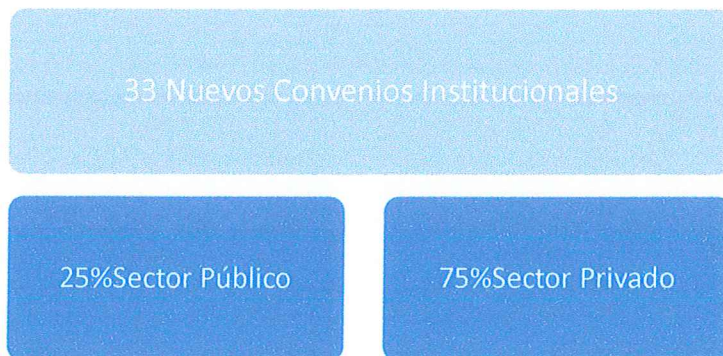 33 Nuevos Convenios Institucionales
25%Sector Público
75%Sector Privado